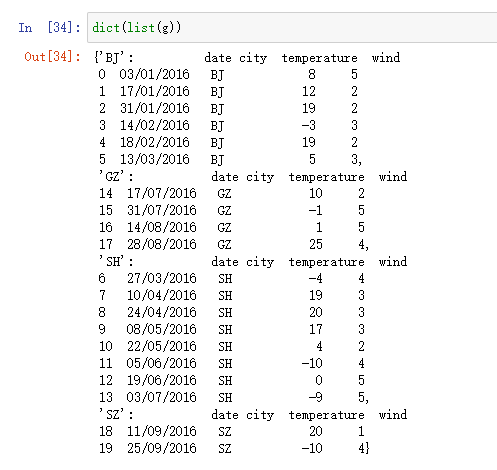 In [34]: dict(list(g))
Out[34]: {'BJ': date city temperature wind
0 03/01/2016 BJ 8 5
1 17/01/2016 BJ 12 2
2 31/01/2016 BJ 19 2
3 14/02/2016 BJ -3 3
4 18/02/2016 BJ 19 2
5 13/03/2016 BJ 5 3,
'GZ': date city temperature wind
14 17/07/2016 GZ 10 2
15 31/07/2016 GZ -1 5
16 14/08/2016 GZ 1 5
17 28/08/2016 GZ 25 4,
'SH': date city temperature wind
6 27/03/2016 SH -4 4
7 10/04/2016 SH 19 3
8 24/04/2016 SH 20 3
9 08/05/2016 SH 17 3
10 22/05/2016 SH 4 2
11 05/06/2016 SH -10 4
12 19/06/2016 SH 0 5
13 03/07/2016 SH -9 5,
'SZ': date city temperature wind
18 11/09/2016 SZ 20 1
19 25/09/2016 SZ -10 4}